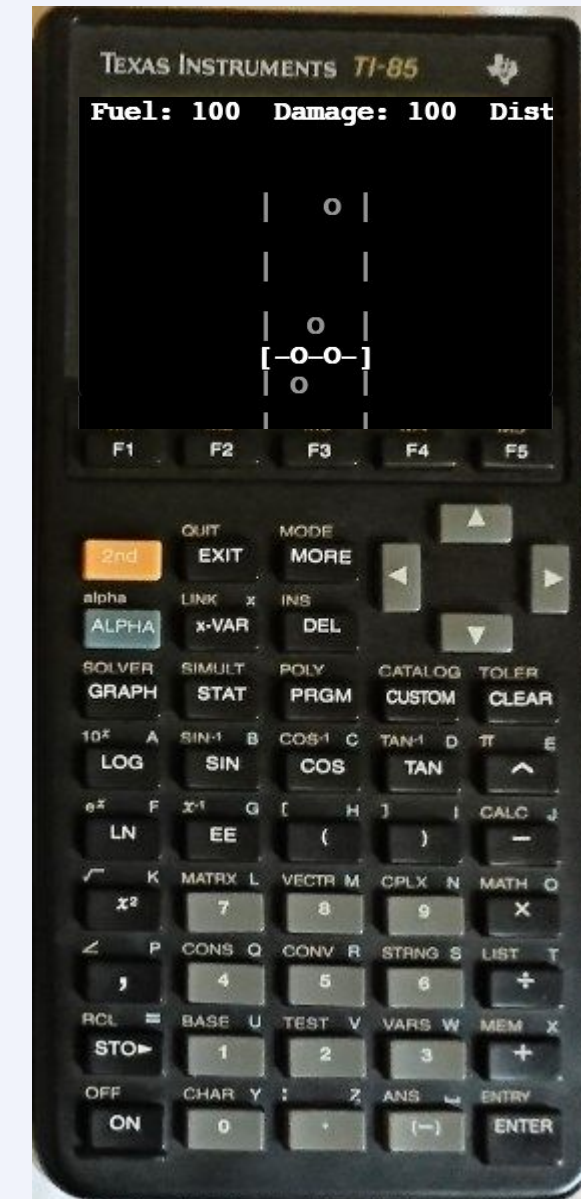 TEXAS INSTRUMENTS TI-85
Fuel: 100 Damage: 100 Dist
| O |
| |
| O |
[-O-O-]
| O |
| |
F1 F2 F3 F4 F5
QUIT MODE
2nd EXIT MORE
alpha LINK x INS
ALPHA x-VAR DEL
SOLVER SIMULT POLY CATALOG TOLER
GRAPH STAT PRGM CUSTOM CLEAR
10ˣ A SIN⁻¹ B COS⁻¹ C TAN⁻¹ D π E
LOG SIN COS TAN ^
eˣ F x⁻¹ G [ H ] I CALC J
LN EE ( ) −
√ K MATRX L VECTR M CPLX N MATH O
x² 7 8 9 ×
∠ P CONS Q CONV R STRNG S LIST T
, 4 5 6 ÷
RCL = BASE U TEST V VARS W MEM X
STO► 1 2 3 +
OFF CHAR Y : Z ANS ␣ ENTRY
ON 0 . (−) ENTER